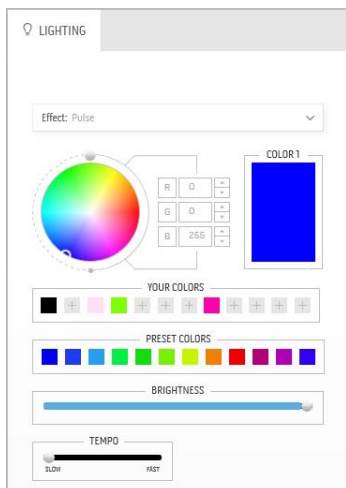 LIGHTING
Effect: Pulse
COLOR 1
R 0
G 0
B 255
YOUR COLORS
PRESET COLORS
BRIGHTNESS
TEMPO
SLOW FAST